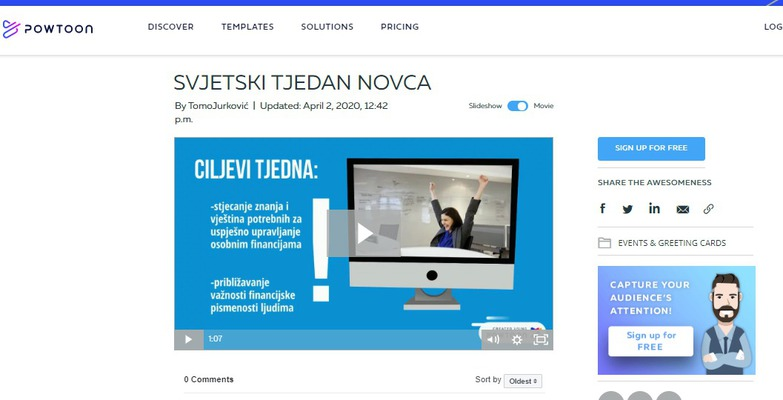 POWTOON
DISCOVER
TEMPLATES
SOLUTIONS
PRICING
LOG
SVJETSKI TJEDAN NOVCA
By TomoJurković | Updated: April 2, 2020, 12:42
p.m.
Slideshow
Movie
CILJEVI TJEDNA:
-stjecanje znanja i
vještina potrebnih za
uspješno upravljanje
osobnim financijama
!
-približavanje
važnosti financijske
pismenosti ljudima
1:07
SIGN UP FOR FREE
SHARE THE AWESOMENESS
EVENTS & GREETING CARDS
CAPTURE YOUR
AUDIENCE'S
ATTENTION!
Sign up for
FREE
0 Comments
Sort by
Oldest